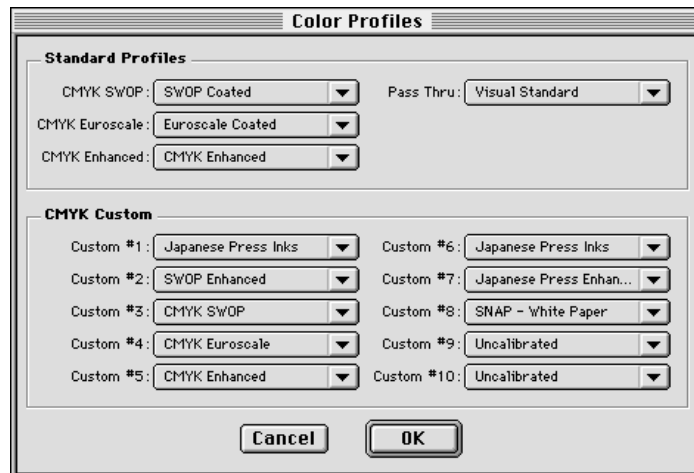 Color Profiles
Standard Profiles
CMYK SWOP: SWOP Coated
Pass Thru: Visual Standard
CMYK Euroscale: Euroscale Coated
CMYK Enhanced: CMYK Enhanced
CMYK Custom
Custom #1: Japanese Press Inks
Custom #6: Japanese Press Inks
Custom #2: SWOP Enhanced
Custom #7: Japanese Press Enhan...
Custom #3: CMYK SWOP
Custom #8: SNAP - White Paper
Custom #4: CMYK Euroscale
Custom #9: Uncalibrated
Custom #5: CMYK Enhanced
Custom #10: Uncalibrated
Cancel
OK